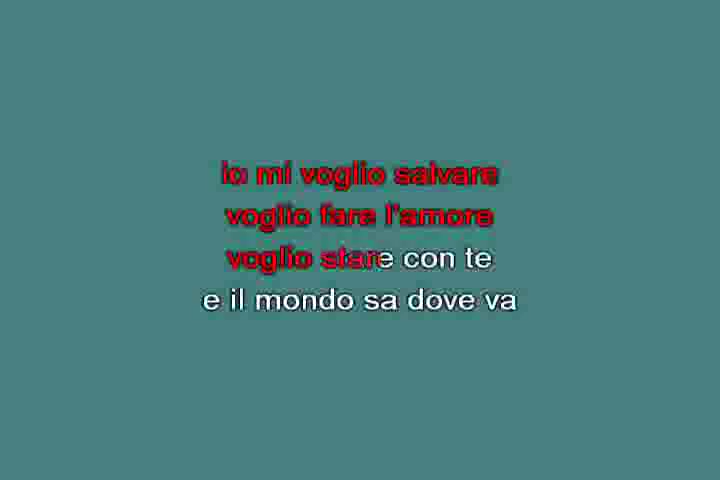 io mi voglio salvare
voglio fare l'amore
voglio stare con te
e il mondo sa dove va